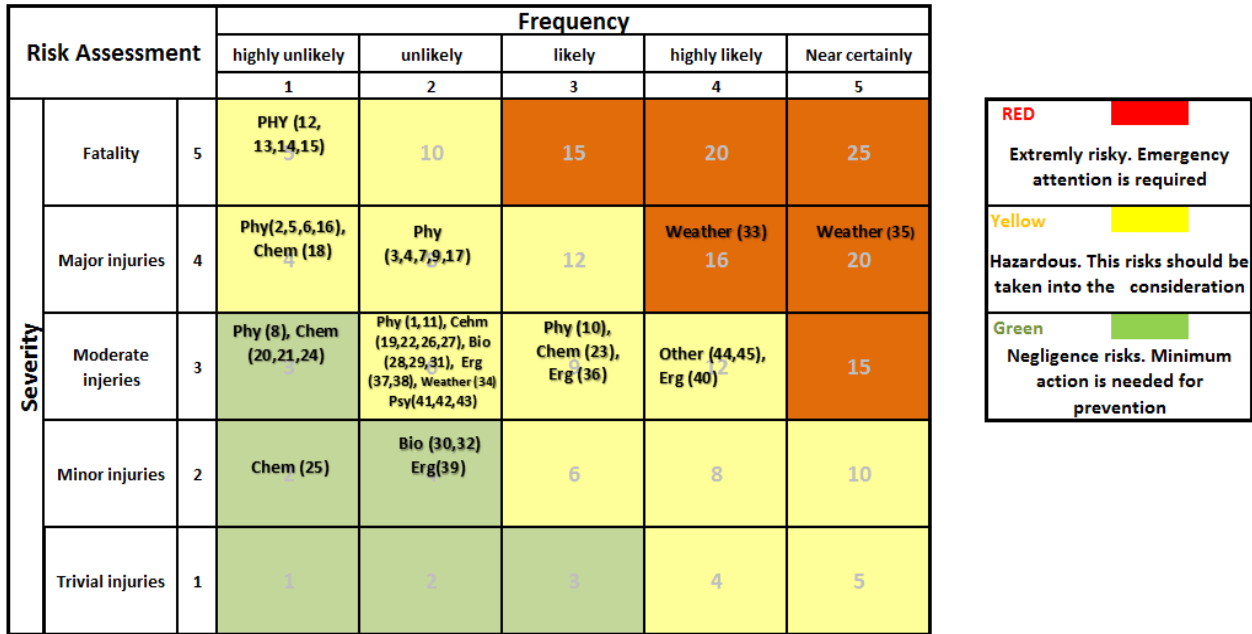 Risk Assessment
Frequency
highly unlikely
unlikely
likely
highly likely
Near certainly
1
2
3
4
5
Severity
Fatality
5
PHY (12,
13,14,15)
10
15
20
25
Major injuries
4
Phy(2,5,6,16),
Chem (18)
4
Phy
(3,4,7,9,17)
12
Weather (33)
16
Weather (35)
20
Moderate
injeries
3
Phy (8), Chem
(20,21,24)
3
Phy (1,11), Cehm
(19,22,26,27), Bio
(28,29,31), Erg
(37,38), Weather (34)
Psy(41,42,43)
Phy (10),
Chem (23),
9
Erg (36)
Other (44,45),
Erg (40)
12
15
Minor injuries
2
Chem (25)
2
Bio (30,32)
Erg(39)
6
8
10
Trivial injuries
1
1
2
3
4
5
RED
Extremly risky. Emergency
attention is required
Yellow
Hazardous. This risks should be
taken into the consideration
Green
Negligence risks. Minimum
action is needed for
prevention